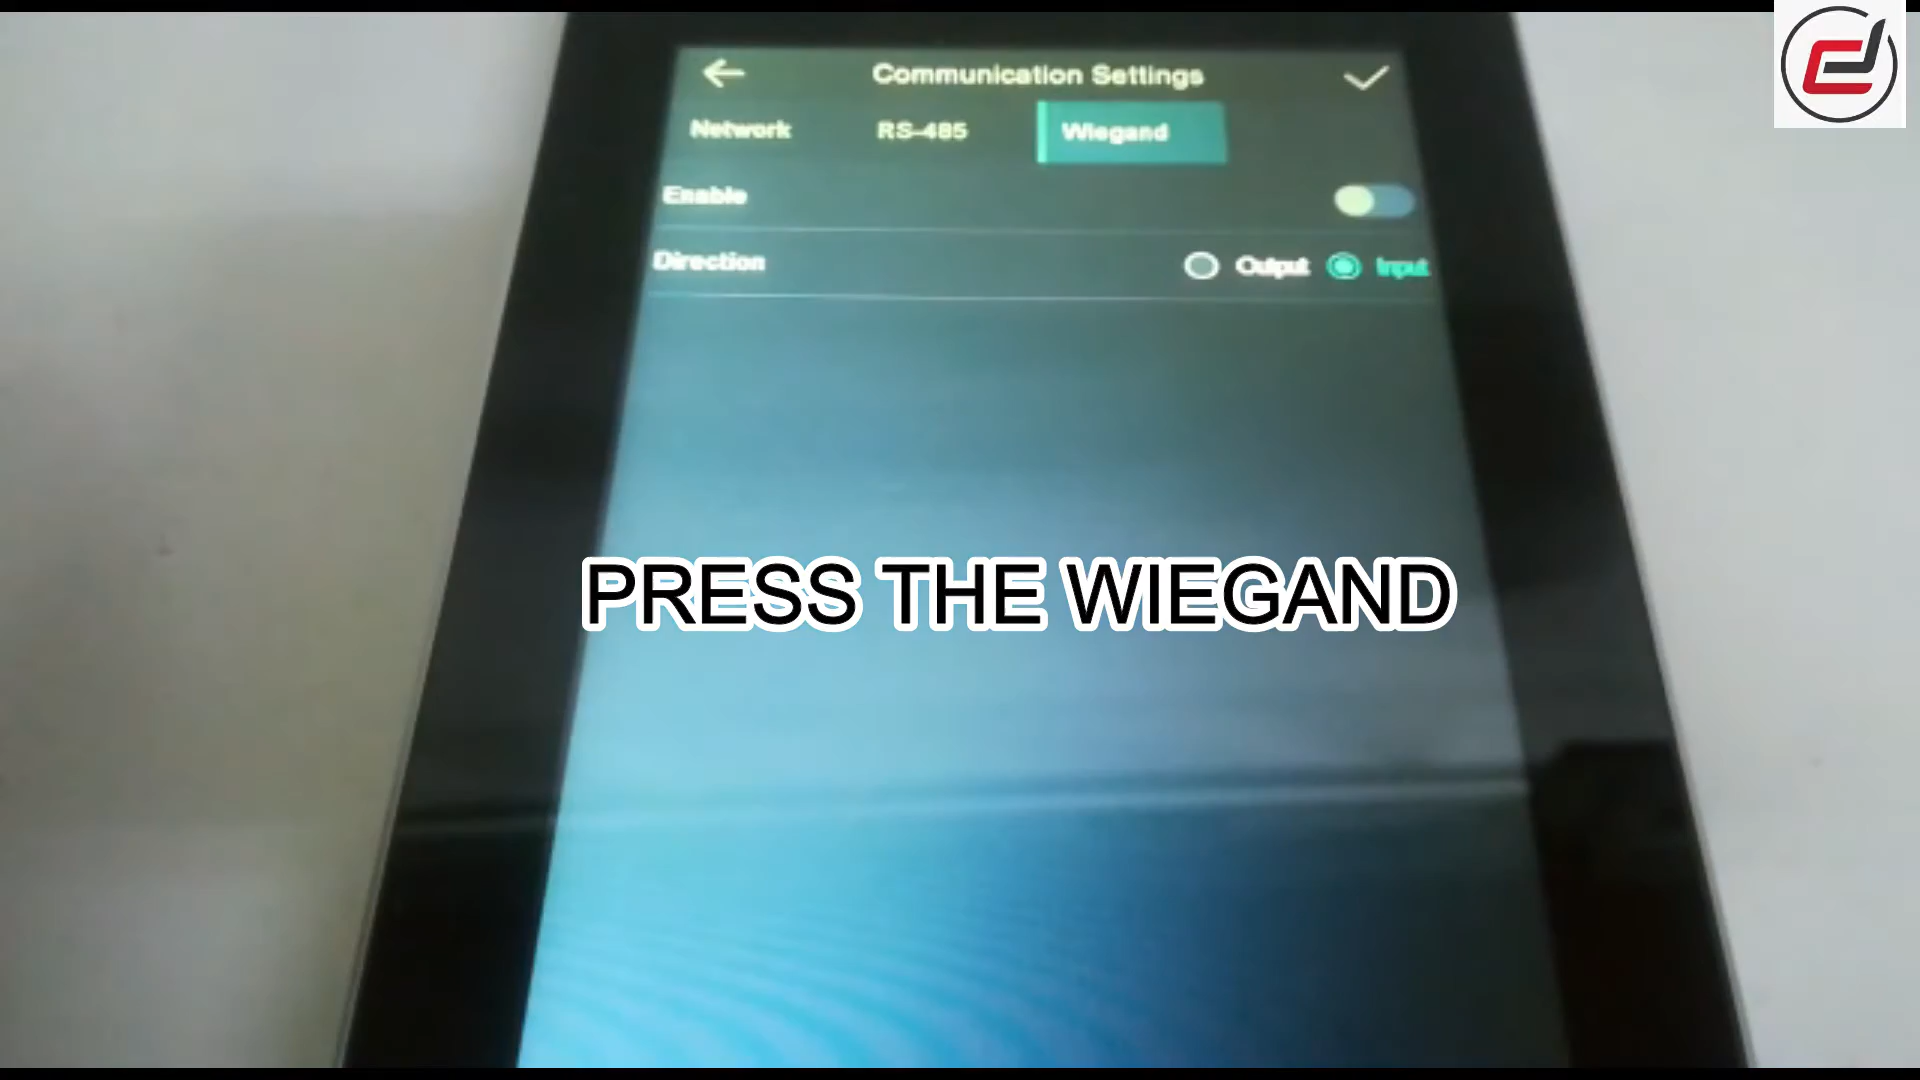 Communication Settings
Network RS-485 Wiegand
Enable
Direction Output Input
PRESS THE WIEGAND